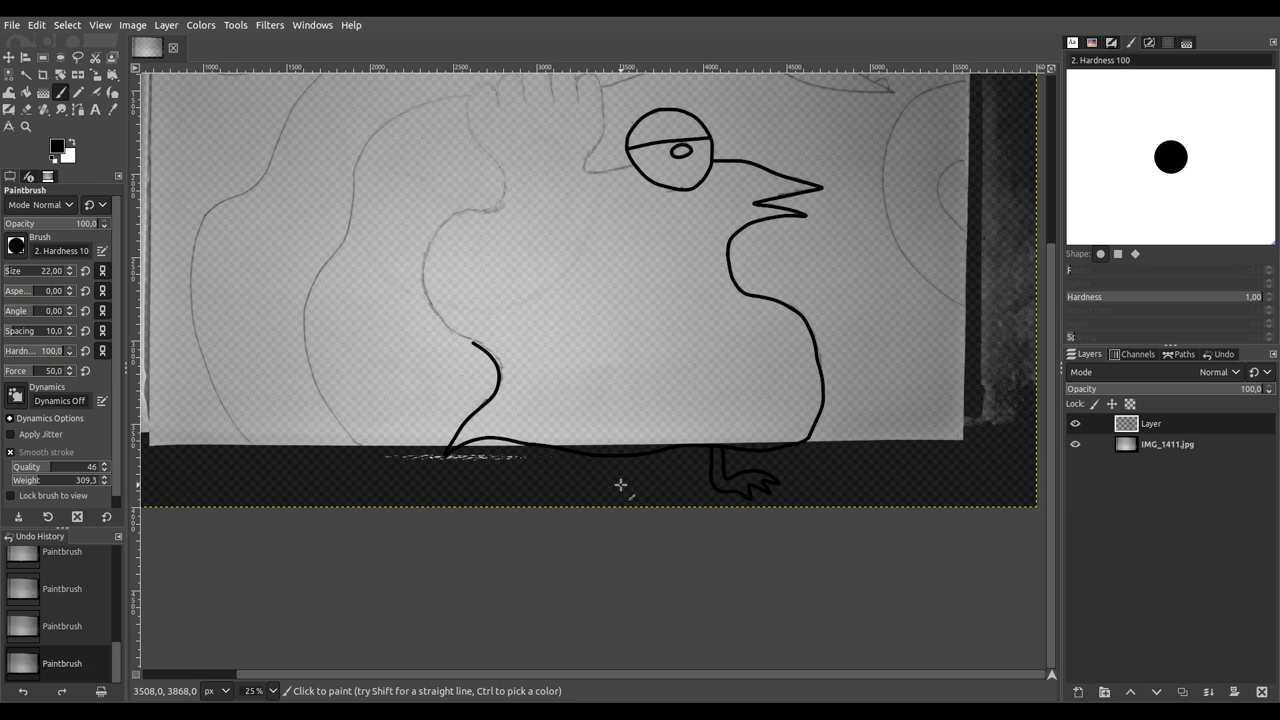 File Edit Select View Image Layer Colors Tools Filters Windows Help
1000 1500 2000 2500 3000 3500 4000 4500 5000 5500
2. Hardness 100
Paintbrush
Mode Normal
Opacity 100,0
Brush
2. Hardness 10
Size 22,00
Aspe... 0,00
Angle 0,00
Spacing 10,0
Hardn... 100,0
Force 50,0
Dynamics
Dynamics Off
Dynamics Options
Apply Jitter
Smooth stroke
Quality 46
Weight 309,3
Lock brush to view
Undo History
Paintbrush
Paintbrush
Paintbrush
Paintbrush
3508,0, 3868,0 px 25 % Click to paint (try Shift for a straight line, Ctrl to pick a color)
Shape:
Hardness 1,00
Layers Channels Paths Undo
Mode Normal
Opacity 100,0
Lock:
Layer
IMG_1411.jpg